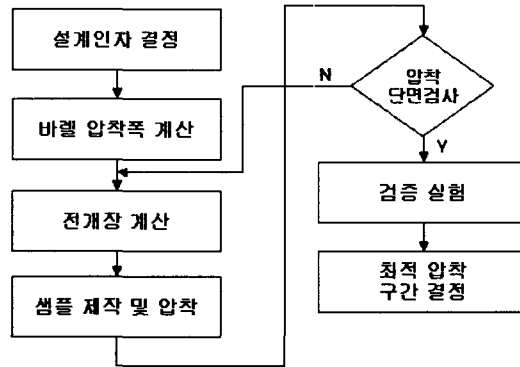 설계인자 결정
바렐 압착폭 계산
전개장 계산
샘플 제작 및 압착
N
압착
단면검사
Y
검증 실험
최적 압착
구간 결정